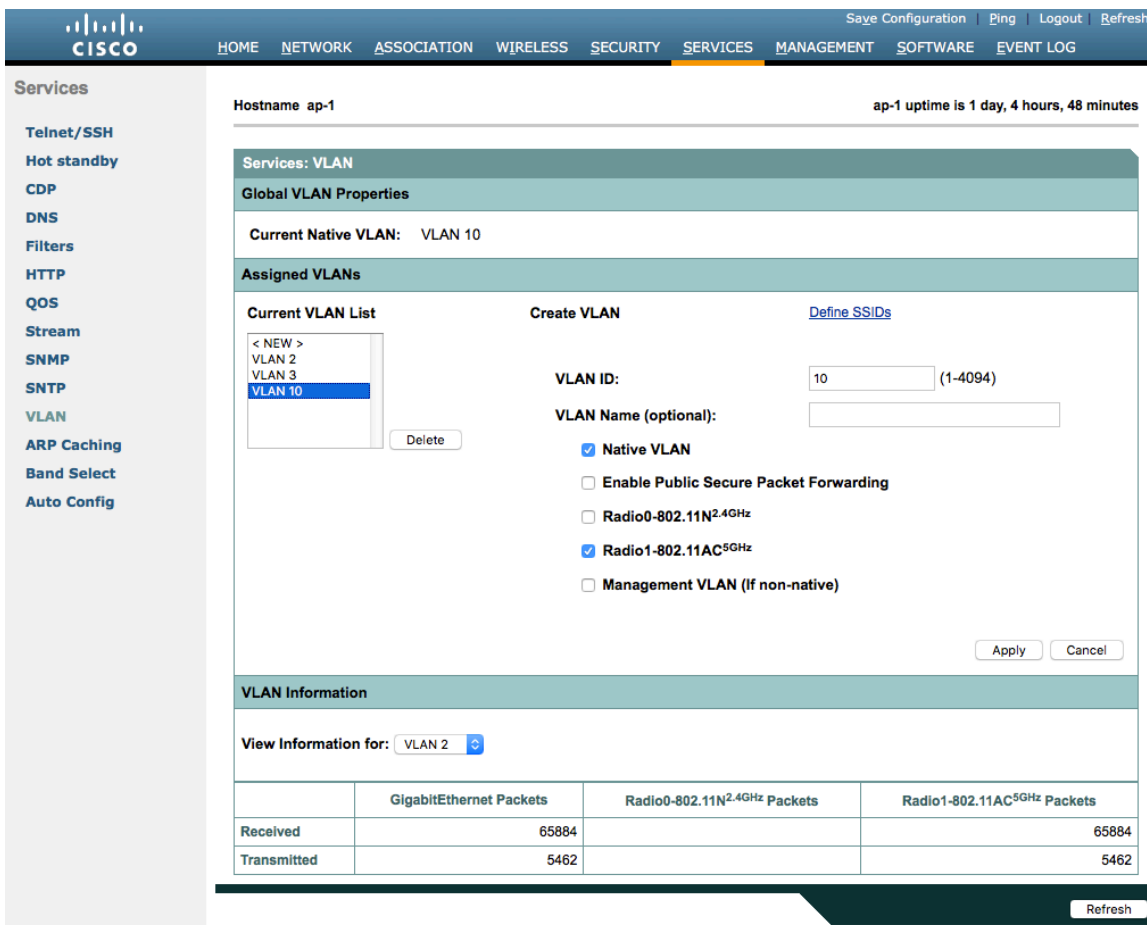 Save Configuration | Ping | Logout | Refresh
CISCO
HOME NETWORK ASSOCIATION WIRELESS SECURITY SERVICES MANAGEMENT SOFTWARE EVENT LOG
Services
Telnet/SSH
Hot standby
CDP
DNS
Filters
HTTP
QOS
Stream
SNMP
SNTP
VLAN
ARP Caching
Band Select
Auto Config
Hostname ap-1
ap-1 uptime is 1 day, 4 hours, 48 minutes
Services: VLAN
Global VLAN Properties
Current Native VLAN: VLAN 10
Assigned VLANs
Current VLAN List
< NEW >
VLAN 2
VLAN 3
VLAN 10
Delete
Create VLAN
Define SSIDs
VLAN ID: 10 (1-4094)
VLAN Name (optional):
Native VLAN
Enable Public Secure Packet Forwarding
Radio0-802.11N2.4GHz
Radio1-802.11AC5GHz
Management VLAN (If non-native)
Apply Cancel
VLAN Information
View Information for: VLAN 2
GigabitEthernet Packets Radio0-802.11N2.4GHz Packets Radio1-802.11AC5GHz Packets
Received 65884 65884
Transmitted 5462 5462
Refresh